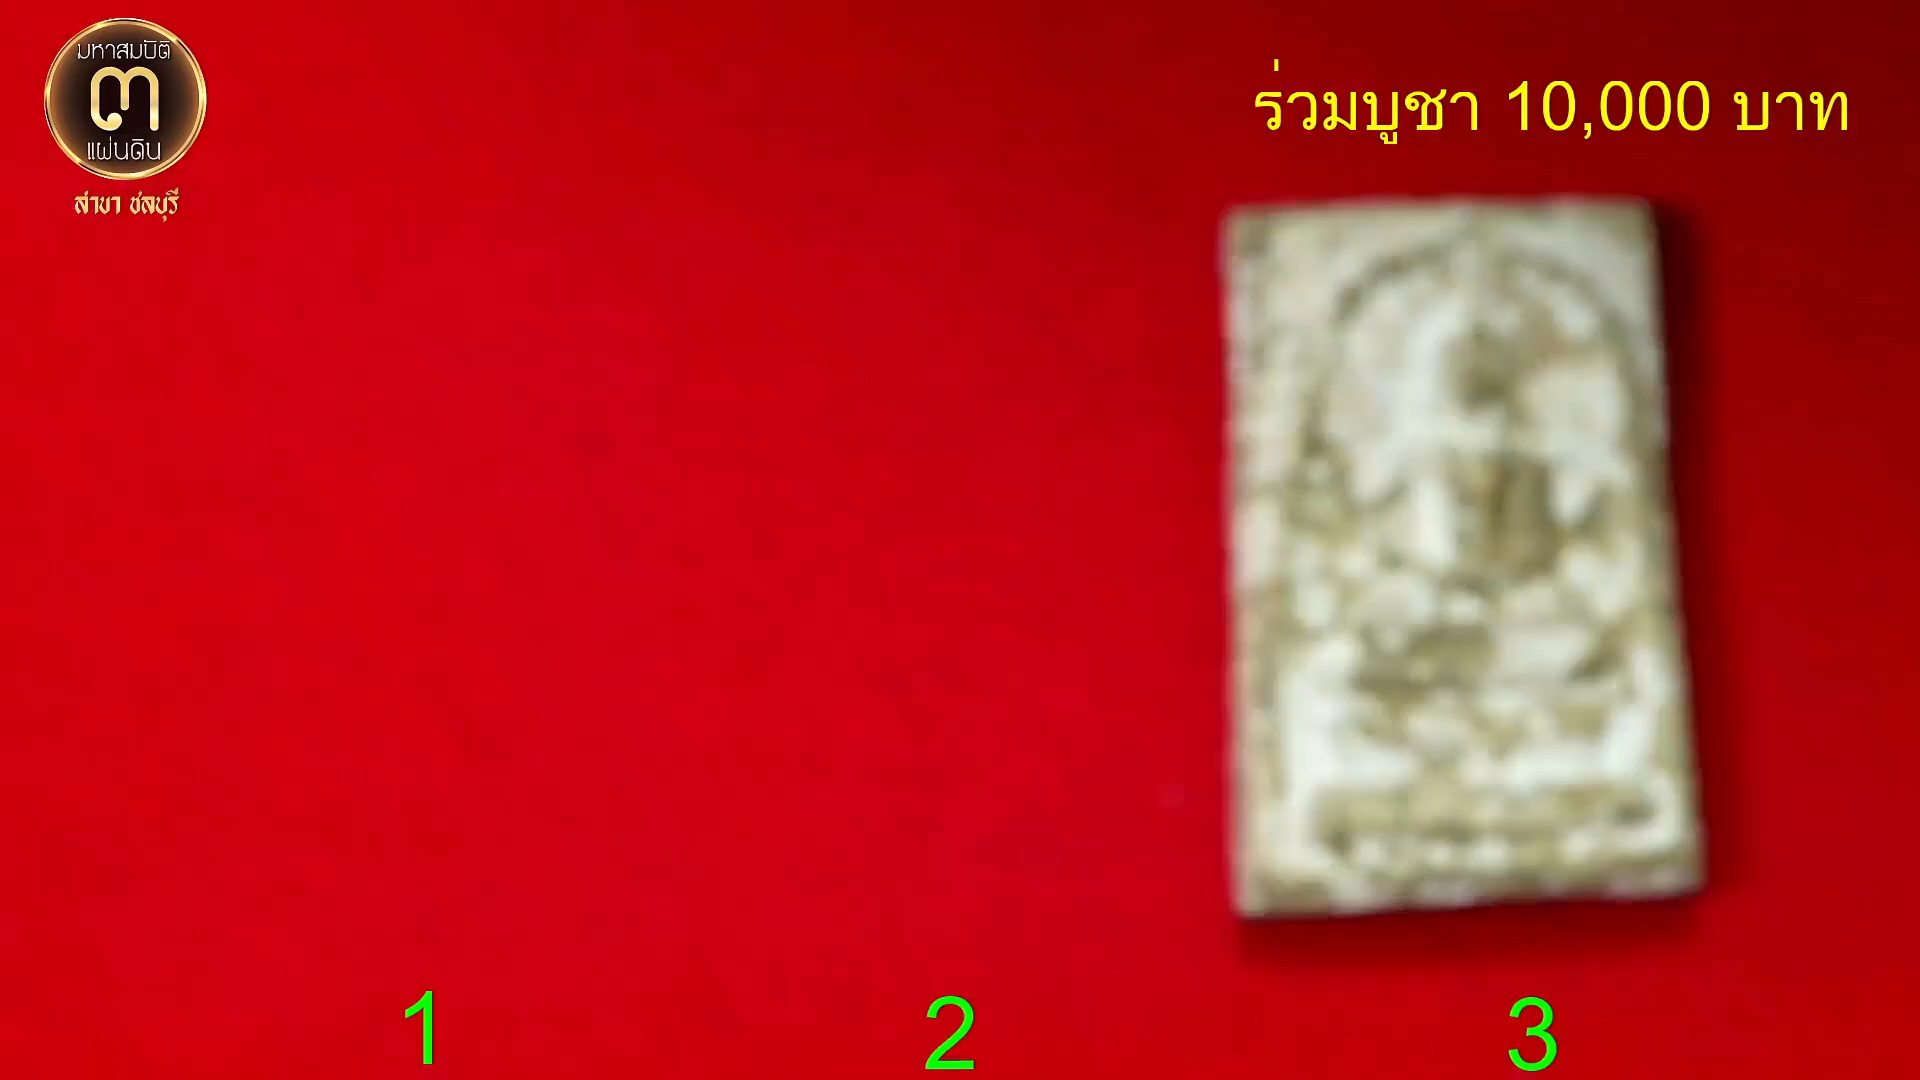 มหาสมบัติ
๓
แผ่นดิน
สาขา ชลบุรี
ร่วมบูชา 10,000 บาท
1
2
3